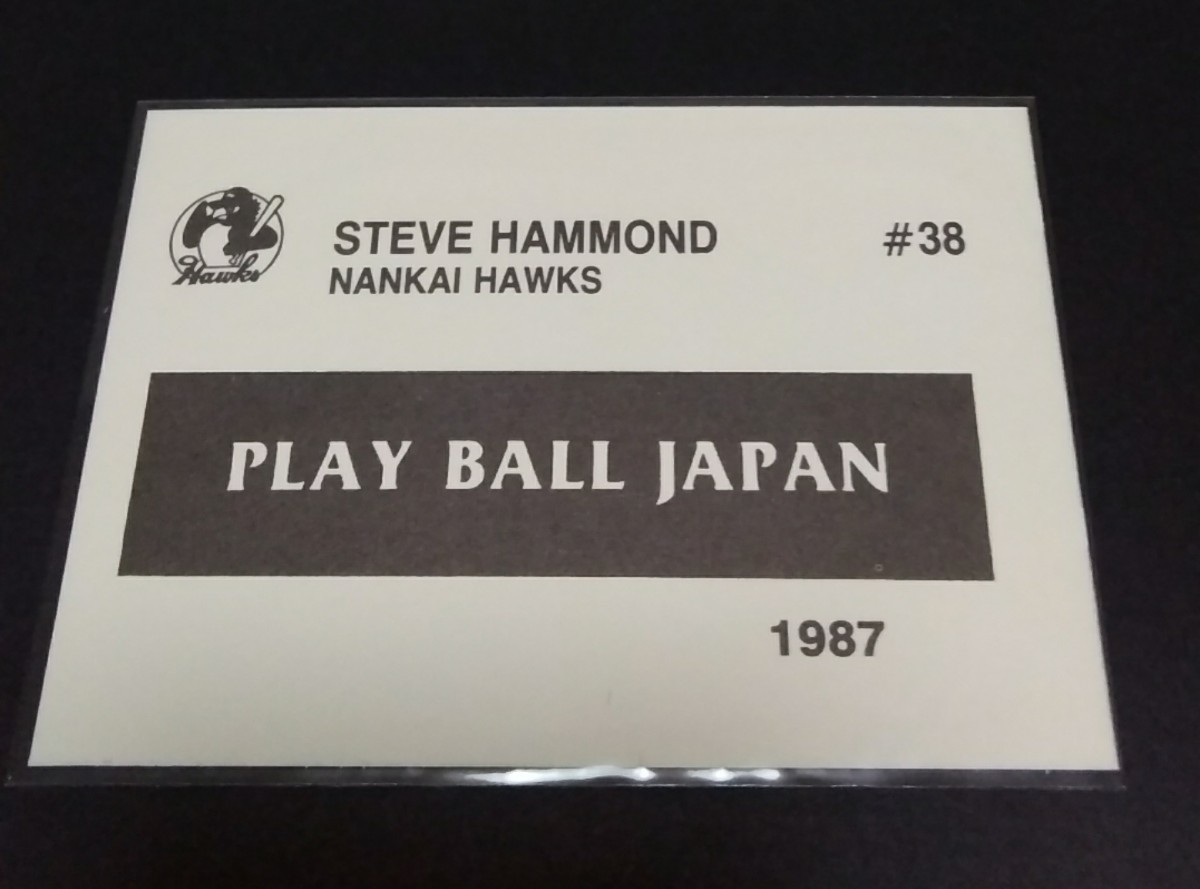 Hawks
STEVE HAMMOND #38
NANKAI HAWKS
PLAY BALL JAPAN
1987